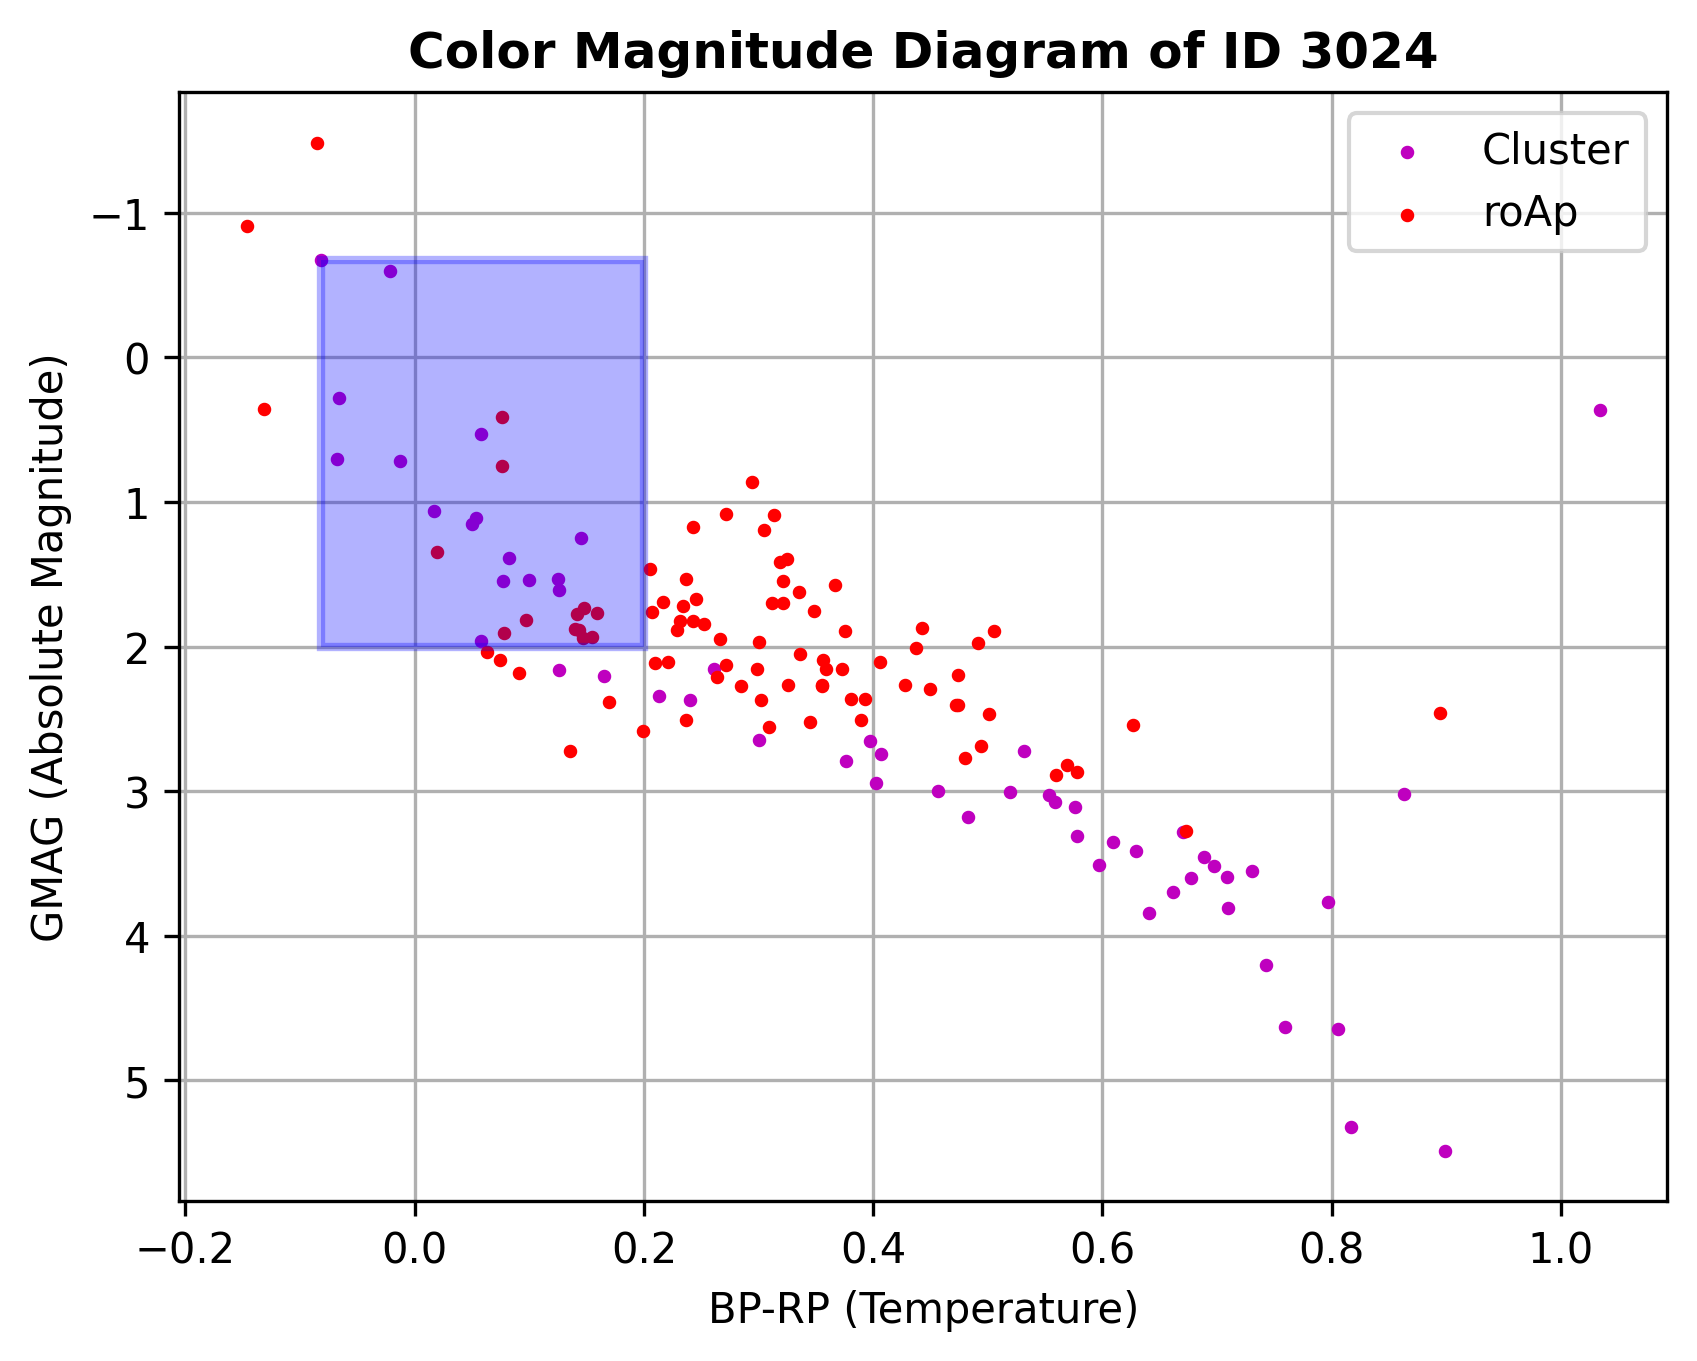 Color Magnitude Diagram of ID 3024
Cluster
roAp
GMAG (Absolute Magnitude)
−1
0
1
2
3
4
5
−0.2 0.0 0.2 0.4 0.6 0.8 1.0
BP-RP (Temperature)